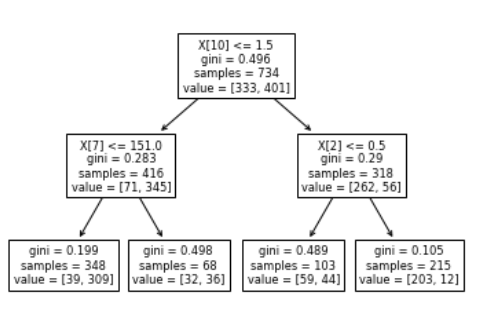 X[10] <= 1.5
gini = 0.496
samples = 734
value = [333, 401]
X[7] <= 151.0
gini = 0.283
samples = 416
value = [71, 345]
X[2] <= 0.5
gini = 0.29
samples = 318
value = [262, 56]
gini = 0.199
samples = 348
value = [39, 309]
gini = 0.498
samples = 68
value = [32, 36]
gini = 0.489
samples = 103
value = [59, 44]
gini = 0.105
samples = 215
value = [203, 12]